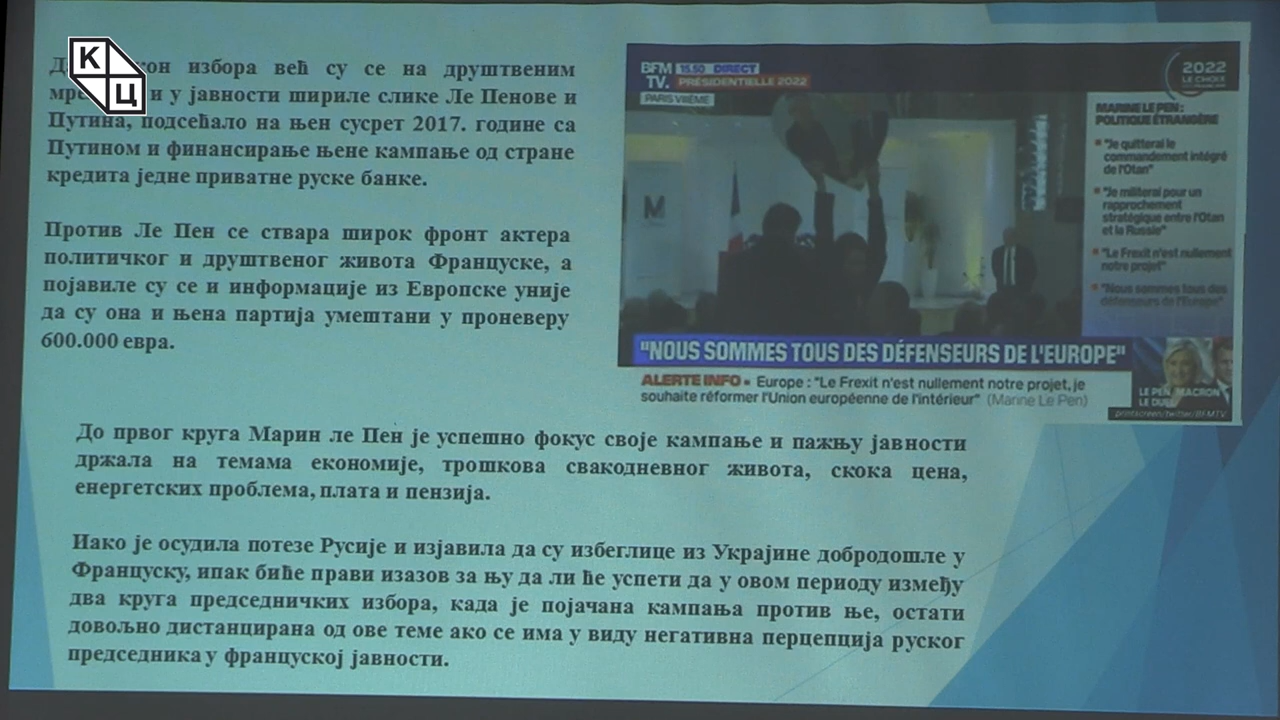 К
Ц
избора већ су се на друштвеним
и у јавности шириле слике Ле Пенове и
Путина, подсећало на њен сусрет 2017. године са
Путином и финансирање њене кампање од стране
кредита једне приватне руске банке.
Против Ле Пен се ствара широк фронт актера
политичког и друштвеног живота Француске, а
појавиле су се и информације из Европске уније
да су она и њена партија умештани у проневеру
600.000 евра.
BFM
TV.
15.50 DIRECT
PRÉSIDENTIELLE 2022
PARIS VIIIÈME
2022
LE CHOIX
M
MARINE LE PEN :
POLITIQUE ÉTRANGÈRE
"Je quitterai le
commandement intégré
de l'Otan"
"Je militerai pour un
rapprochement
stratégique entre l'Otan
et la Russie"
"Le Frexit n'est nullement
notre projet"
"Nous sommes tous des
défenseurs de l'Europe"
"NOUS SOMMES TOUS DES DÉFENSEURS DE L'EUROPE"
ALERTE INFO Europe : "Le Frexit n'est nullement notre projet, je
souhaite réformer l'Union européenne de l'intérieur" (Marine Le Pen)
LE PEN MACRON
LE DUEL
printscreen/twitter/BFMTV
До првог круга Марин ле Пен је успешно фокус своје кампање и пажњу јавности
држала на темама економије, трошкова свакодневног живота, скока цена,
енергетских проблема, плата и пензија.
Иако је осудила потезе Русије и изјавила да су избеглице из Украјине добродошле у
Француску, ипак биће прави изазов за њу да ли ће успети да у овом периоду између
два круга председничких избора, када је појачана кампања против ње, остати
довољно дистанцирана од ове теме ако се има у виду негативна перцепција руског
председника у француској јавности.